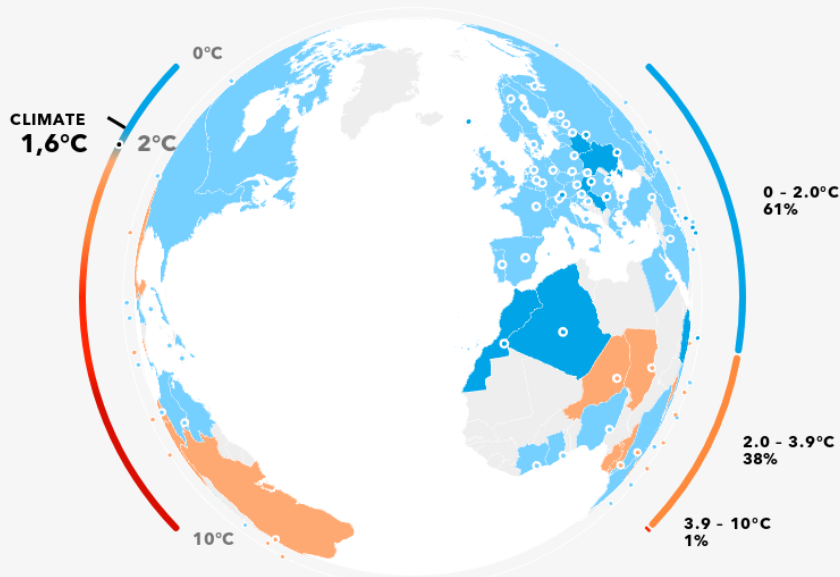 0°C
CLIMATE
1,6°C
2°C
0 – 2.0°C
61%
2.0 – 3.9°C
38%
3.9 – 10°C
1%
10°C